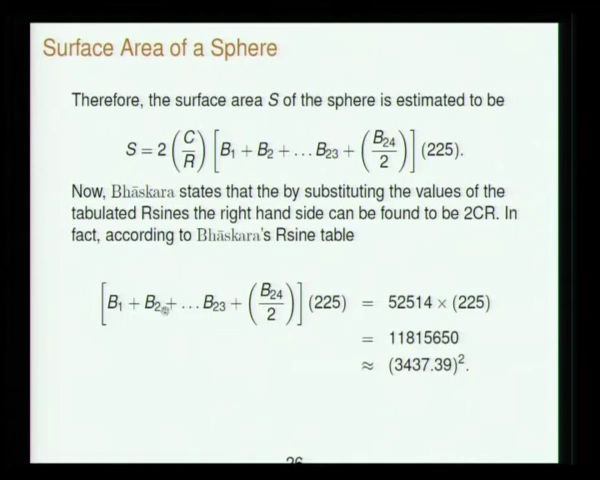 Surface Area of a Sphere
Therefore, the surface area S of the sphere is estimated to be
S = 2 (C/R) [B₁ + B₂ + ... B₂₃ + (B₂₄/2)] (225).
Now, Bhāskara states that the by substituting the values of the
tabulated Rsines the right hand side can be found to be 2CR. In
fact, according to Bhāskara's Rsine table
[B₁ + B₂ + ... B₂₃ + (B₂₄/2)] (225) = 52514 × (225)
= 11815650
≈ (3437.39)².
26